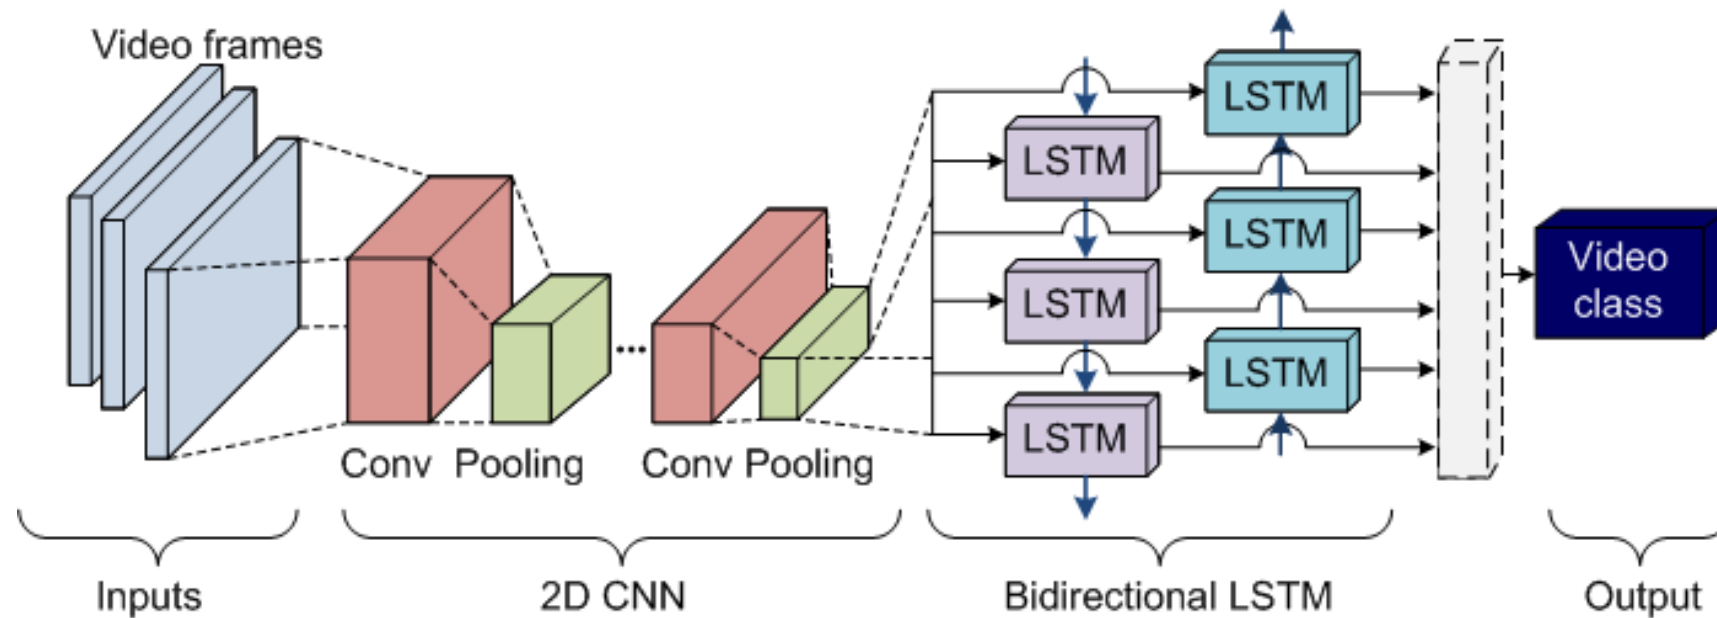 Video frames
LSTM
LSTM
LSTM
LSTM
LSTM
LSTM
Video
class
Conv Pooling
...
Conv Pooling
Inputs
2D CNN
Bidirectional LSTM
Output